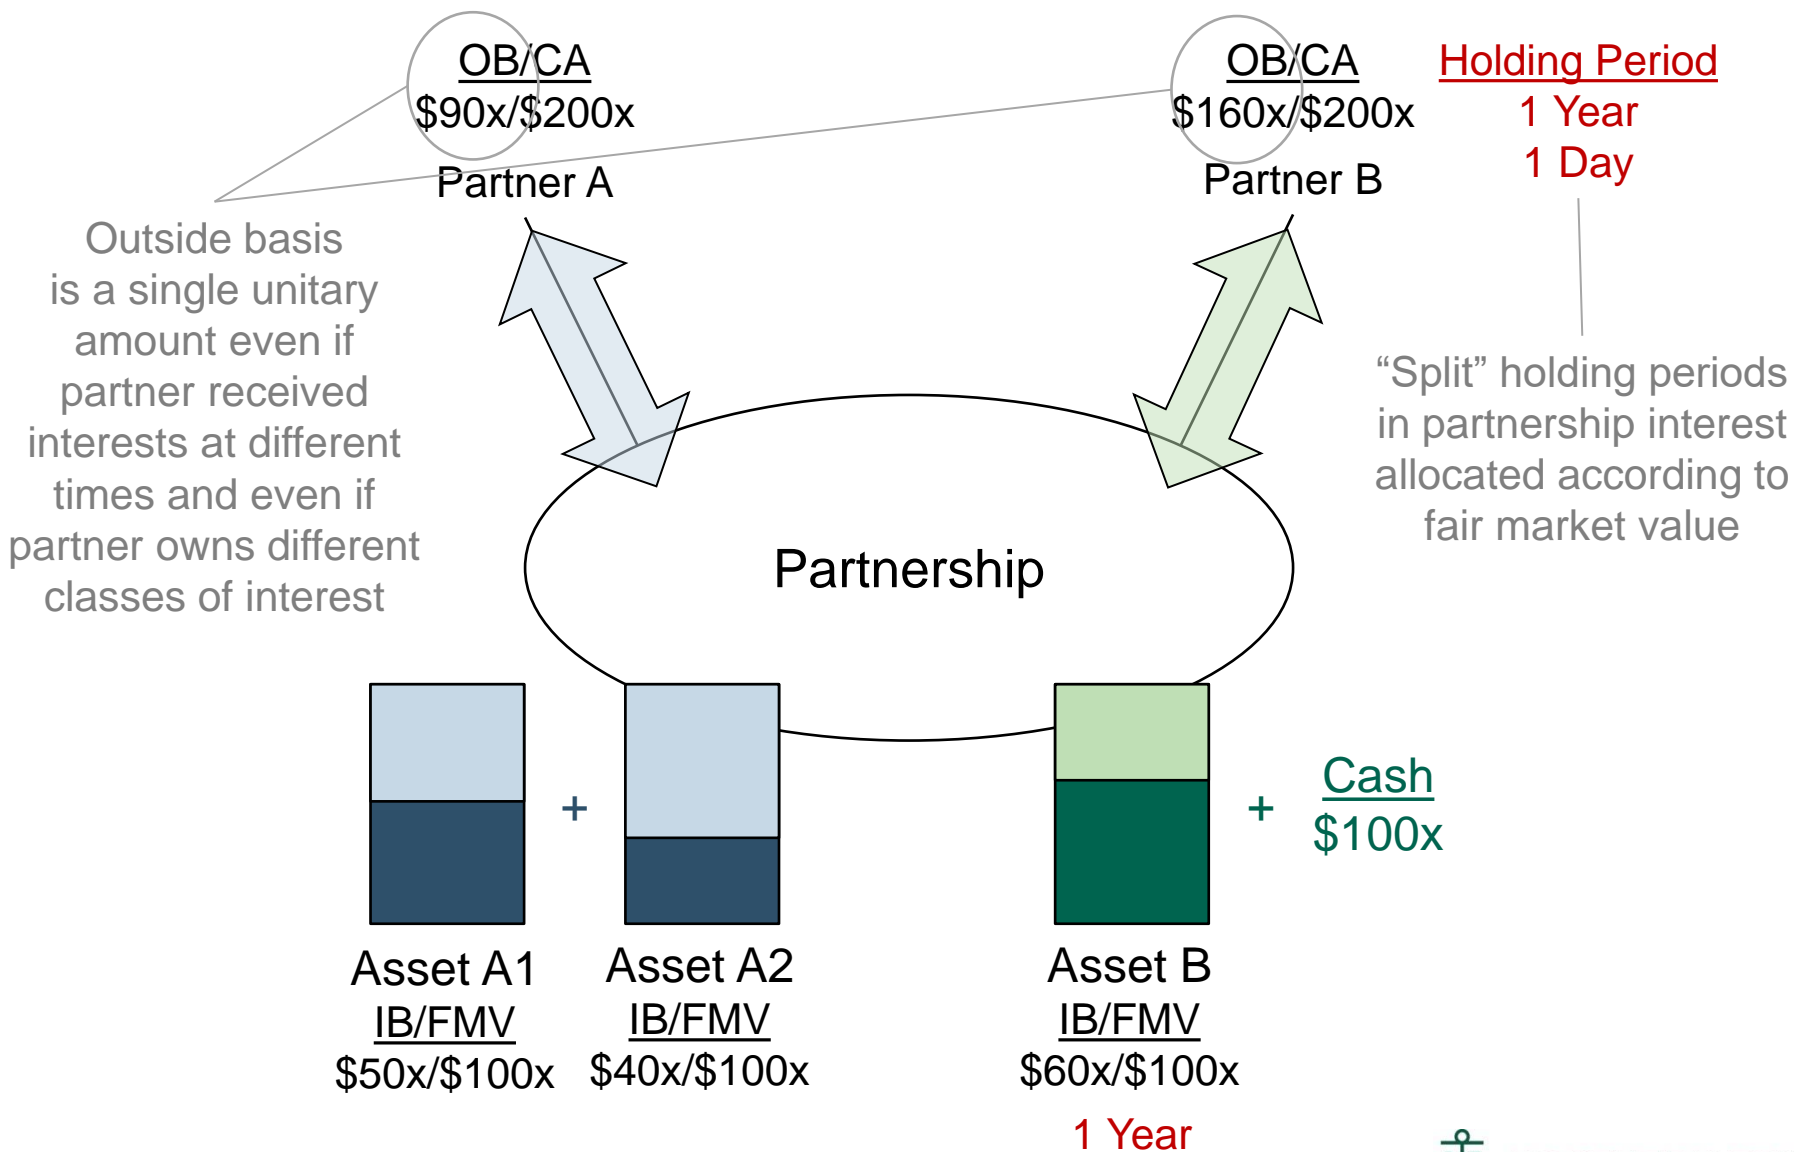 OB/CA
$90x/$200x
Partner A
OB/CA
$160x/$200x
Partner B
Holding Period
1 Year
1 Day
Outside basis
is a single unitary
amount even if
partner received
interests at different
times and even if
partner owns different
classes of interest
“Split” holding periods
in partnership interest
allocated according to
fair market value
Partnership
+
+
Cash
$100x
Asset A1
IB/FMV
$50x/$100x
Asset A2
IB/FMV
$40x/$100x
Asset B
IB/FMV
$60x/$100x
1 Year